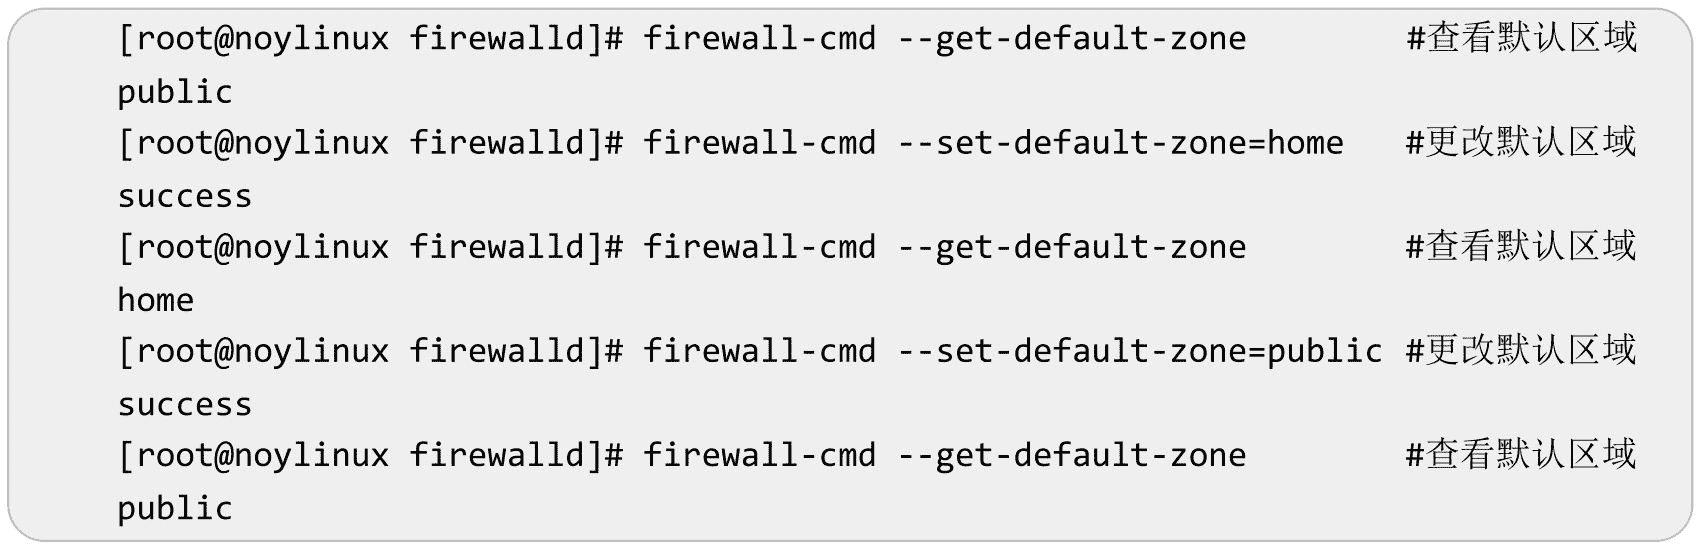 [root@noylinux firewalld]# firewall-cmd --get-default-zone #查看默认区域
public
[root@noylinux firewalld]# firewall-cmd --set-default-zone=home #更改默认区域
success
[root@noylinux firewalld]# firewall-cmd --get-default-zone #查看默认区域
home
[root@noylinux firewalld]# firewall-cmd --set-default-zone=public #更改默认区域
success
[root@noylinux firewalld]# firewall-cmd --get-default-zone #查看默认区域
public